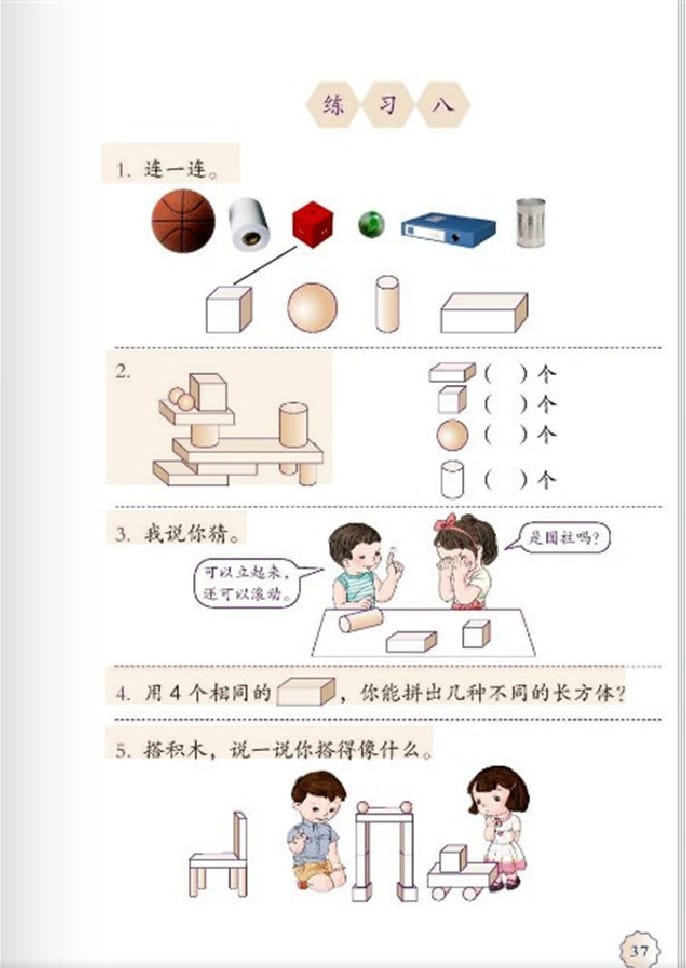 练习八
1. 连一连。
2.
( )个
( )个
( )个
( )个
3. 我说你猜。
是圆柱吗?
可以立起来,
还可以滚动。
4. 用4个相同的 ,你能拼出几种不同的长方体?
5. 搭积木,说一说你搭得像什么。
37